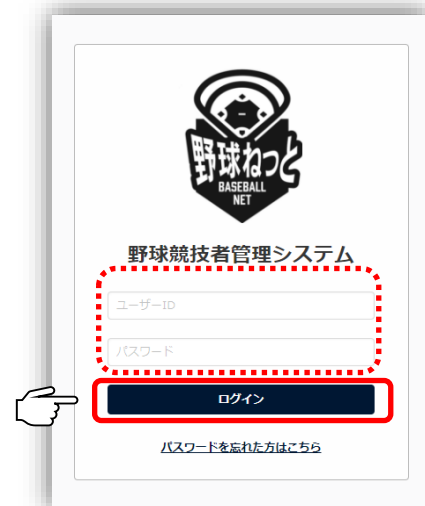 野球ねっと
BASEBALL
NET
野球競技者管理システム
ユーザーID
パスワード
ログイン
パスワードを忘れた方はこちら